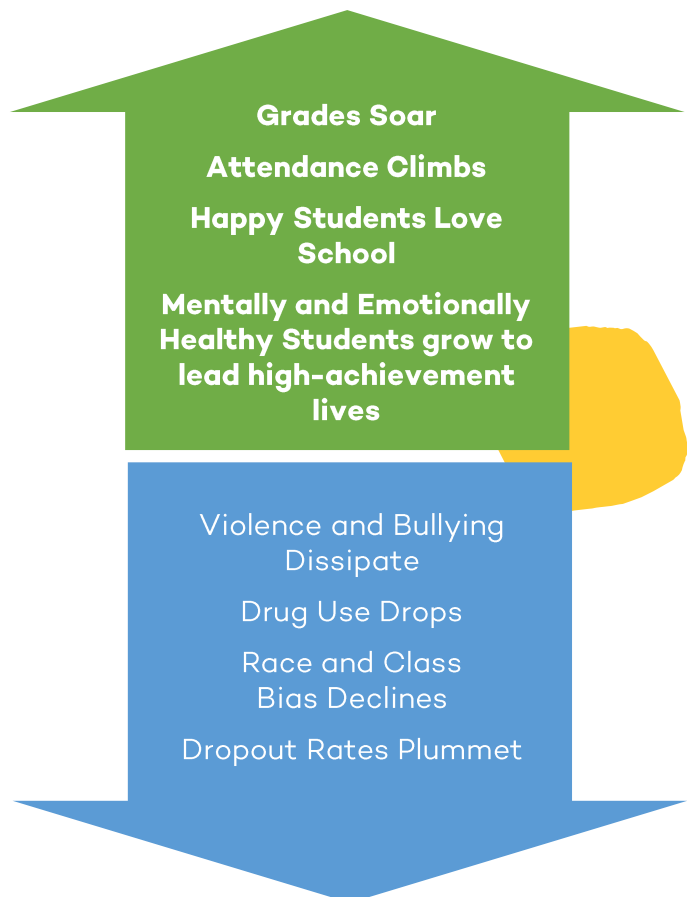 Grades Soar
Attendance Climbs
Happy Students Love
School
Mentally and Emotionally
Healthy Students grow to
lead high-achievement
lives
Violence and Bullying
Dissipate
Drug Use Drops
Race and Class
Bias Declines
Dropout Rates Plummet